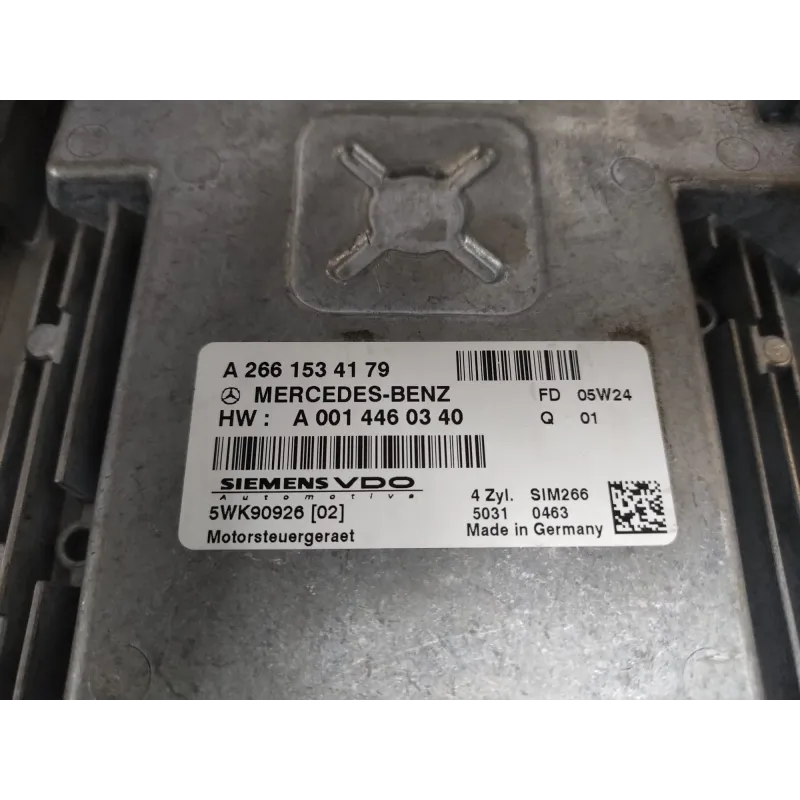 A 266 153 41 79
MERCEDES-BENZ FD 05W24
HW : A 001 446 03 40 Q 01
SIEMENS VDO
Automotive 4 Zyl. SIM266
5WK90926 [02] 5031 0463
Motorsteuergeraet Made in Germany